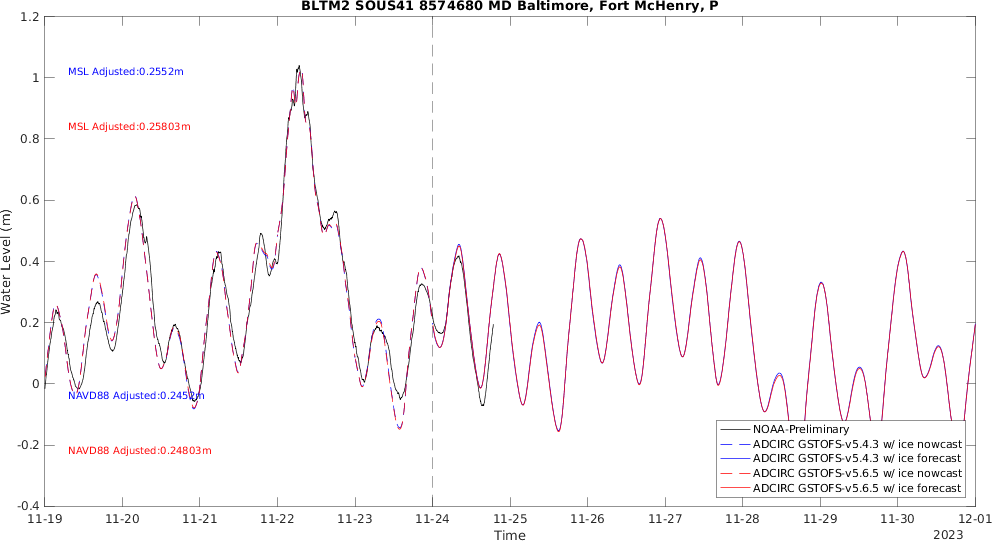 BLTM2 SOUS41 8574680 MD Baltimore, Fort McHenry, P
1.2
1
0.8
0.6
0.4
0.2
0
-0.2
-0.4
Water Level (m)
MSL Adjusted:0.2552m
MSL Adjusted:0.25803m
NAVD88 Adjusted:0.2452m
NAVD88 Adjusted:0.24803m
NOAA-Preliminary
ADCIRC GSTOFS-v5.4.3 w/ ice nowcast
ADCIRC GSTOFS-v5.4.3 w/ ice forecast
ADCIRC GSTOFS-v5.6.5 w/ ice nowcast
ADCIRC GSTOFS-v5.6.5 w/ ice forecast
11-19 11-20 11-21 11-22 11-23 11-24 11-25 11-26 11-27 11-28 11-29 11-30 12-01
Time
2023